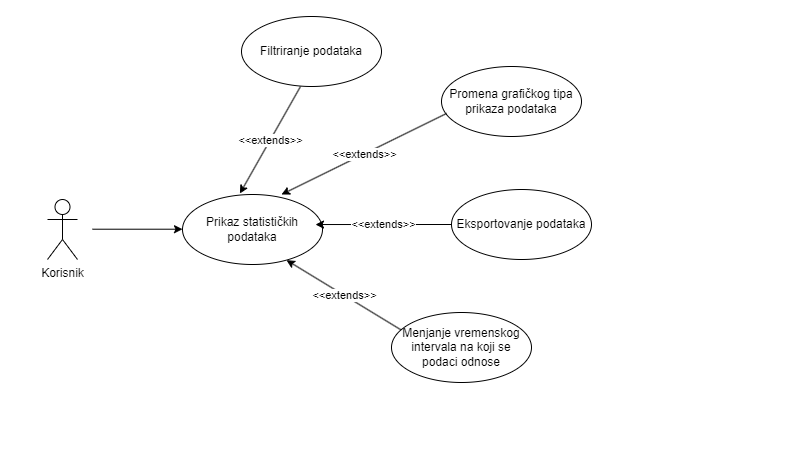 Filtriranje podataka
Promena grafičkog tipa
prikaza podataka
<<extends>>
<<extends>>
Prikaz statističkih
podataka
<<extends>>
Eksportovanje podataka
Korisnik
<<extends>>
Menjanje vremenskog
intervala na koji se
podaci odnose